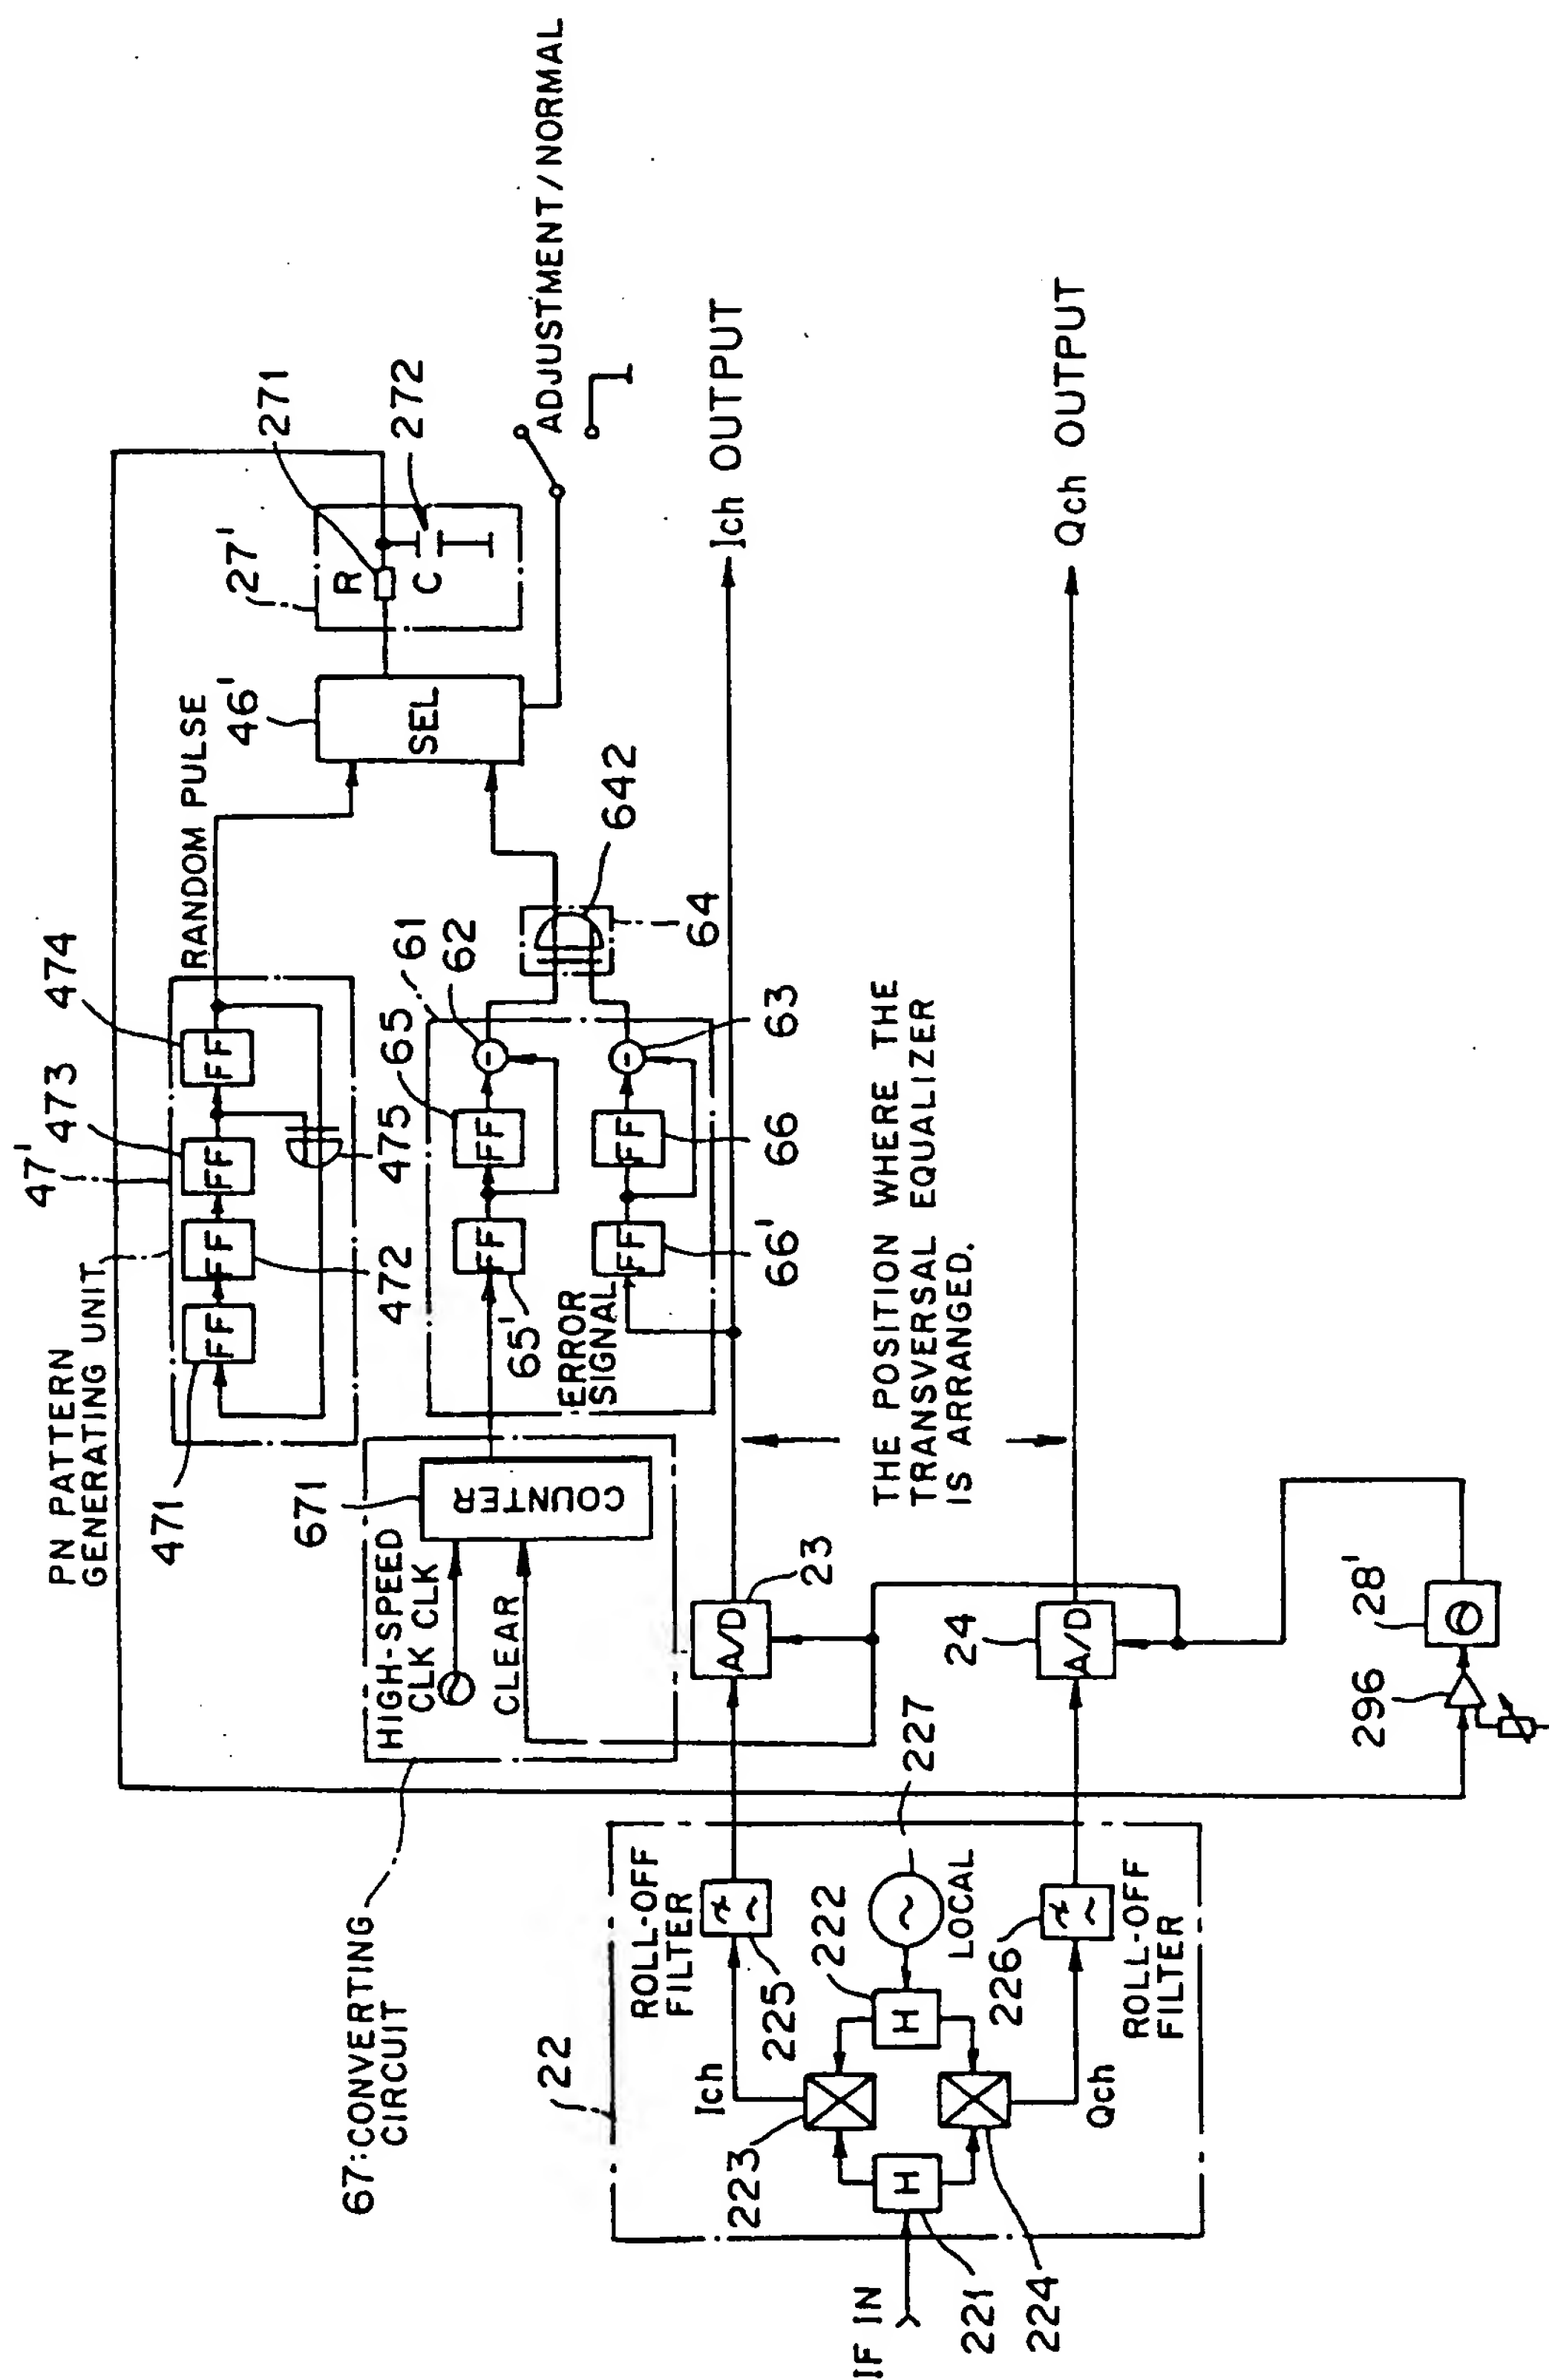 PN PATTERN
GENERATING UNIT
47'
473
474
FF
FF
FF
FF
471
472
475
RANDOM PULSE
46'
SEL
27'
271
R
C
272
ADJUSTMENT/NORMAL
67:CONVERTING
CIRCUIT
HIGH-SPEED
CLK CLK
CLEAR
671
COUNTER
65
61
62
FF
FF
65'
ERROR
SIGNAL
FF
FF
66'
66
63
642
64
22
ROLL-OFF
FILTER
Ich
225
223
H
H
222
227
LOCAL
IF IN
221
224
226
Qch
ROLL-OFF
FILTER
A/D
23
24
A/D
Ich OUTPUT
THE POSITION WHERE THE
TRANSVERSAL EQUALIZER
IS ARRANGED.
Qch OUTPUT
296
28'